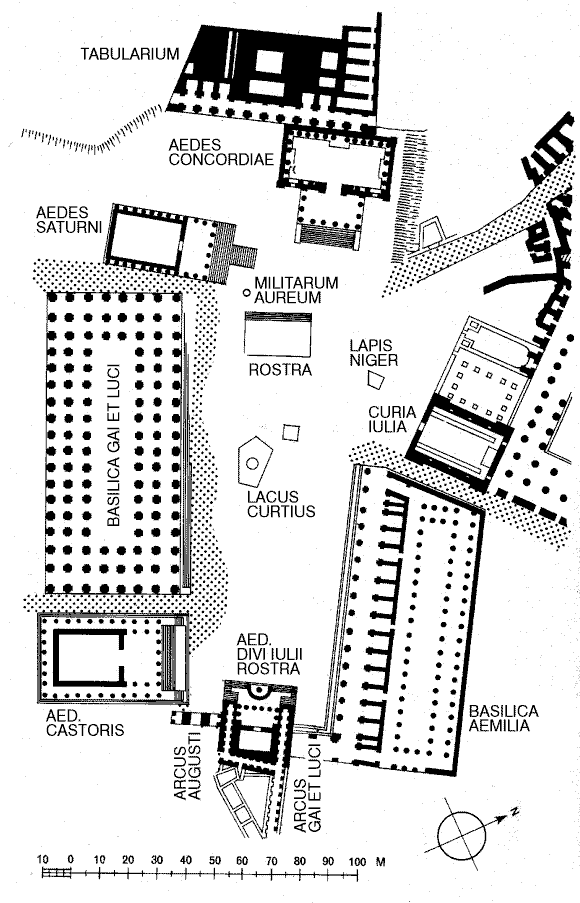 TABULARIUM
AEDES
CONCORDIAE
AEDES
SATURNI
MILITARUM
AUREUM
ROSTRA
LAPIS
NIGER
CURIA
IULIA
BASILICA GAI ET LUCI
LACUS
CURTIUS
AED.
DIVI IULII
ROSTRA
AED.
CASTORIS
ARCUS
AUGUSTI
ARCUS
GAI ET LUCI
BASILICA
AEMILIA
N
10 0 10 20 30 40 50 60 70 80 90 100 M